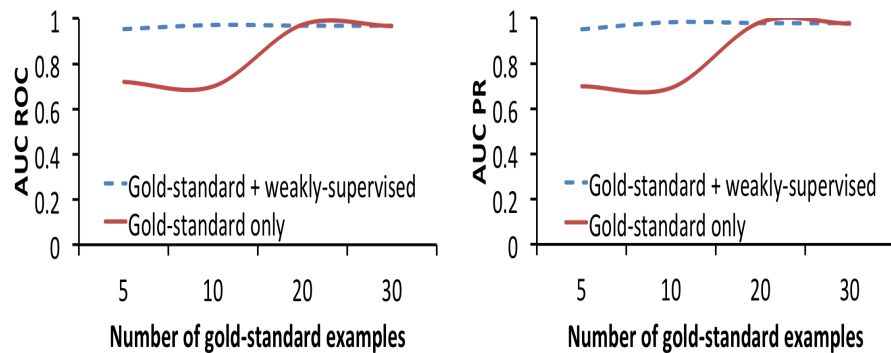 1
0.8
0.6
0.4
0.2
0
AUC ROC
Gold-standard + weakly-supervised
Gold-standard only
5 10 20 30
Number of gold-standard examples
1
0.8
0.6
0.4
0.2
0
AUC PR
Gold-standard + weakly-supervised
Gold-standard only
5 10 20 30
Number of gold-standard examples